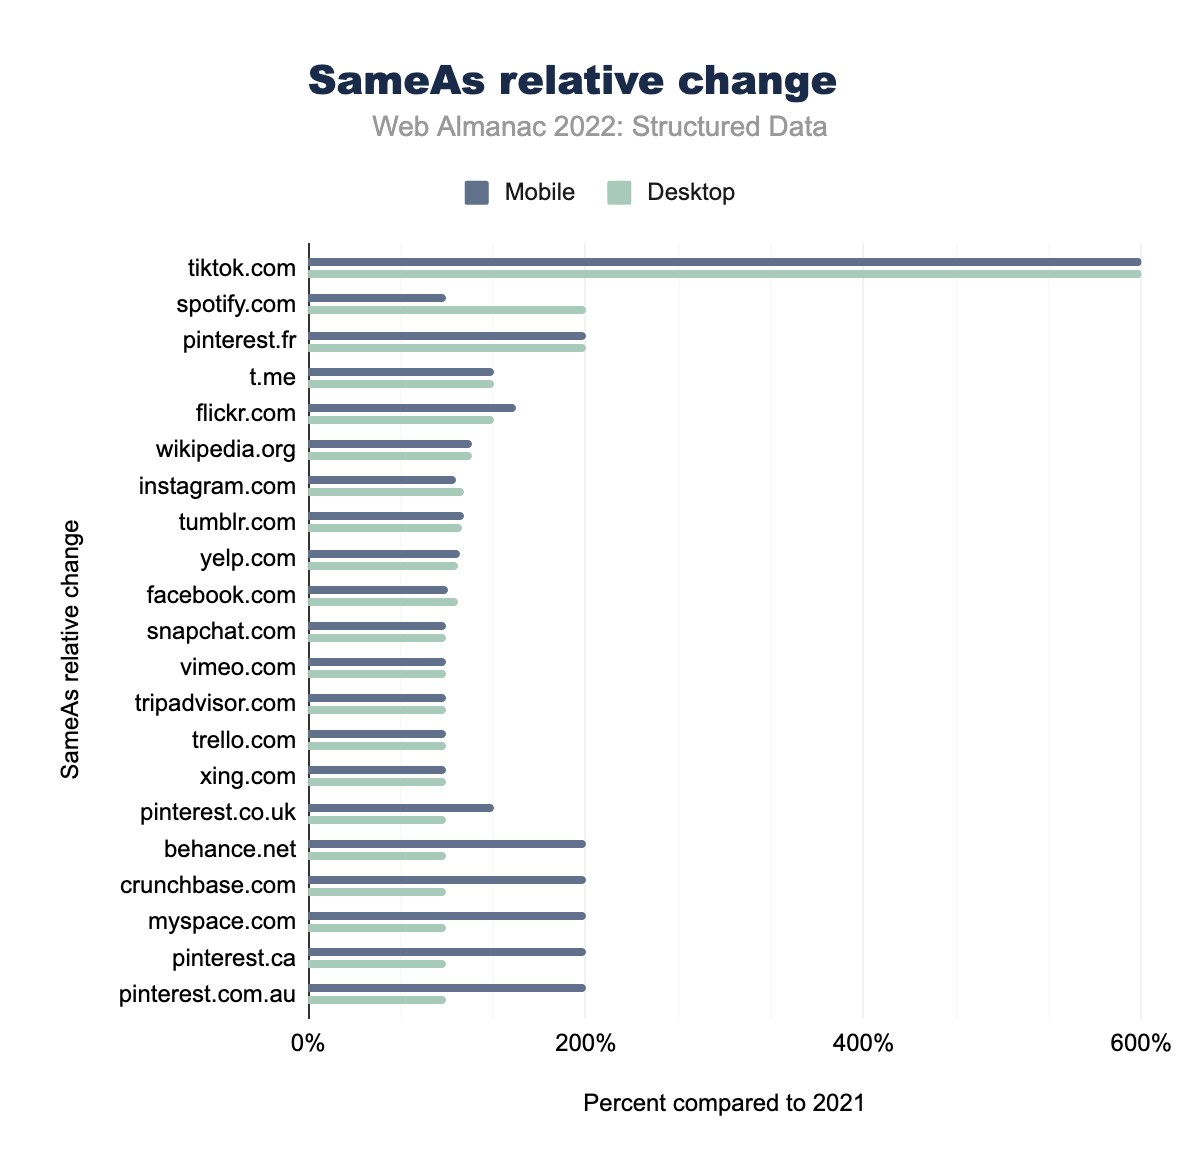 SameAs relative change
Web Almanac 2022: Structured Data
Mobile
Desktop
tiktok.com
spotify.com
pinterest.fr
t.me
flickr.com
wikipedia.org
instagram.com
tumblr.com
yelp.com
facebook.com
snapchat.com
vimeo.com
tripadvisor.com
trello.com
xing.com
pinterest.co.uk
behance.net
crunchbase.com
myspace.com
pinterest.ca
pinterest.com.au
SameAs relative change
0%
200%
400%
600%
Percent compared to 2021